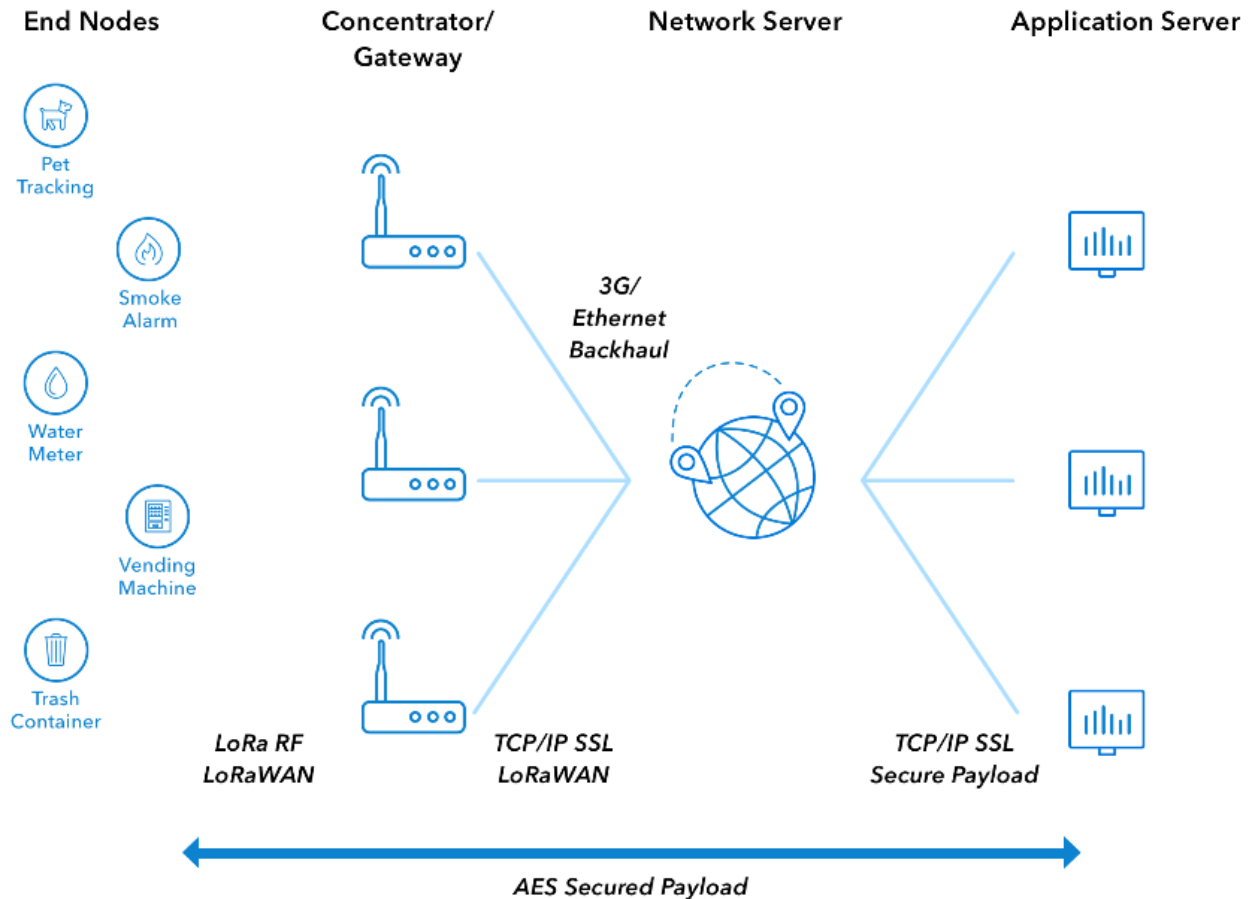 End Nodes
Concentrator/
Gateway
Network Server
Application Server
Pet
Tracking
Smoke
Alarm
Water
Meter
Vending
Machine
Trash
Container
3G/
Ethernet
Backhaul
LoRa RF
LoRaWAN
TCP/IP SSL
LoRaWAN
TCP/IP SSL
Secure Payload
AES Secured Payload